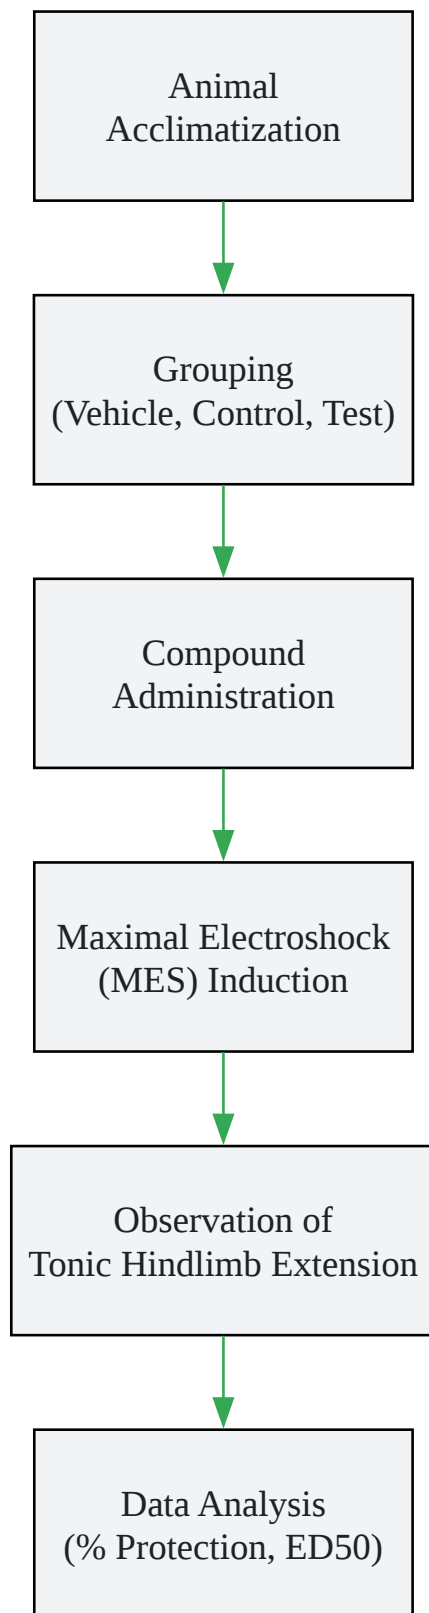 Animal
Acclimatization
Grouping
(Vehicle, Control, Test)
Compound
Administration
Maximal Electroshock
(MES) Induction
Observation of
Tonic Hindlimb Extension
Data Analysis
(% Protection, ED50)